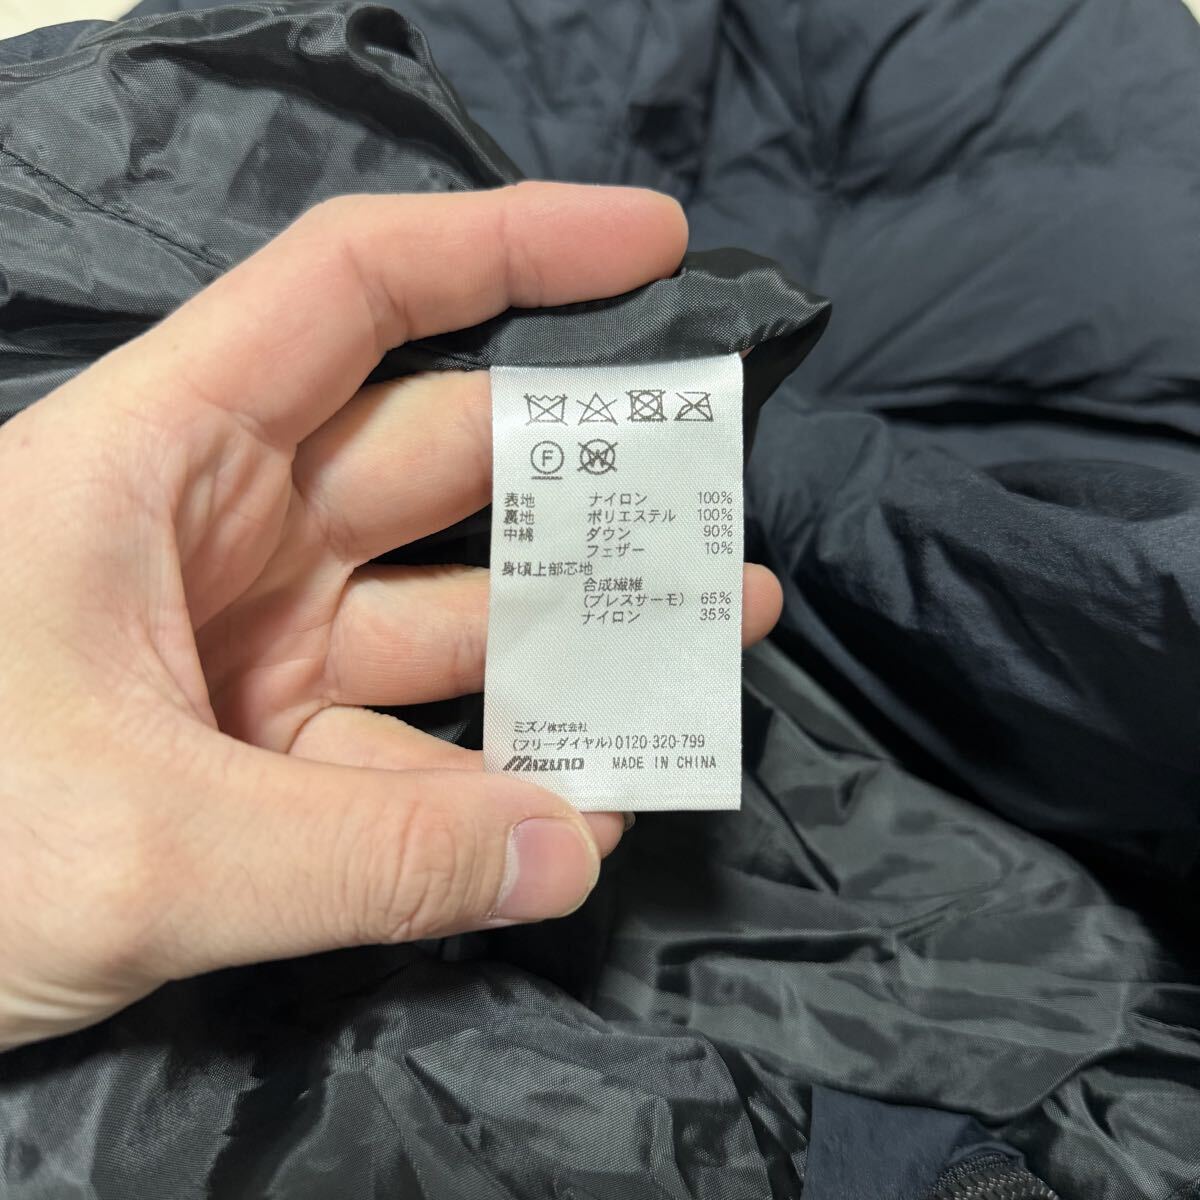 F W
表地 ナイロン 100%
裏地 ポリエステル 100%
中綿 ダウン 90%
フェザー 10%
身頃上部芯地
合成繊維
(ブレスサーモ) 65%
ナイロン 35%
ミズノ株式会社
(フリーダイヤル) 0120-320-799
Mizuno MADE IN CHINA